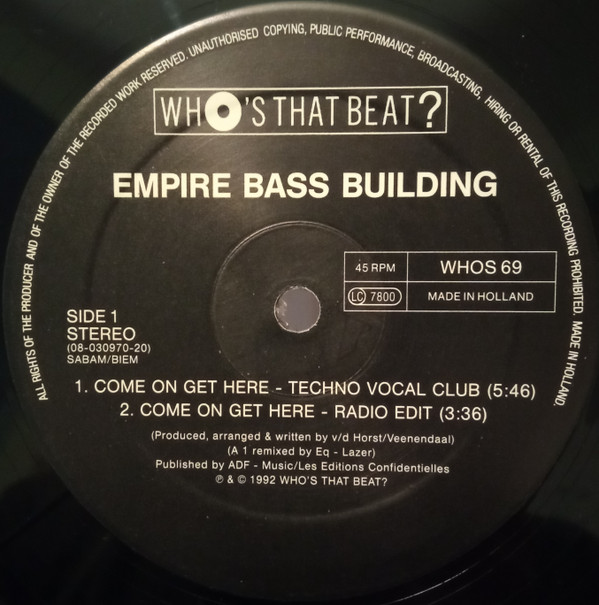 ALL RIGHTS OF THE PRODUCER AND OF THE OWNER OF THE RECORDED WORK RESERVED. UNAUTHORISED COPYING, PUBLIC PERFORMANCE, BROADCASTING, HIRING OR RENTAL OF THIS RECORDING PROHIBITED. MADE IN HOLLAND.
WHO'S THAT BEAT?
EMPIRE BASS BUILDING
45 RPM WHOS 69
LC 7800 MADE IN HOLLAND
SIDE 1
STEREO
(08-030970-20)
SABAM/BIEM
1. COME ON GET HERE - TECHNO VOCAL CLUB (5:46)
2. COME ON GET HERE - RADIO EDIT (3:36)
(Produced, arranged & written by v/d Horst/Veenendaal)
(A 1 remixed by Eq - Lazer)
Published by ADF - Music/Les Editions Confidentielles
℗ & © 1992 WHO'S THAT BEAT?